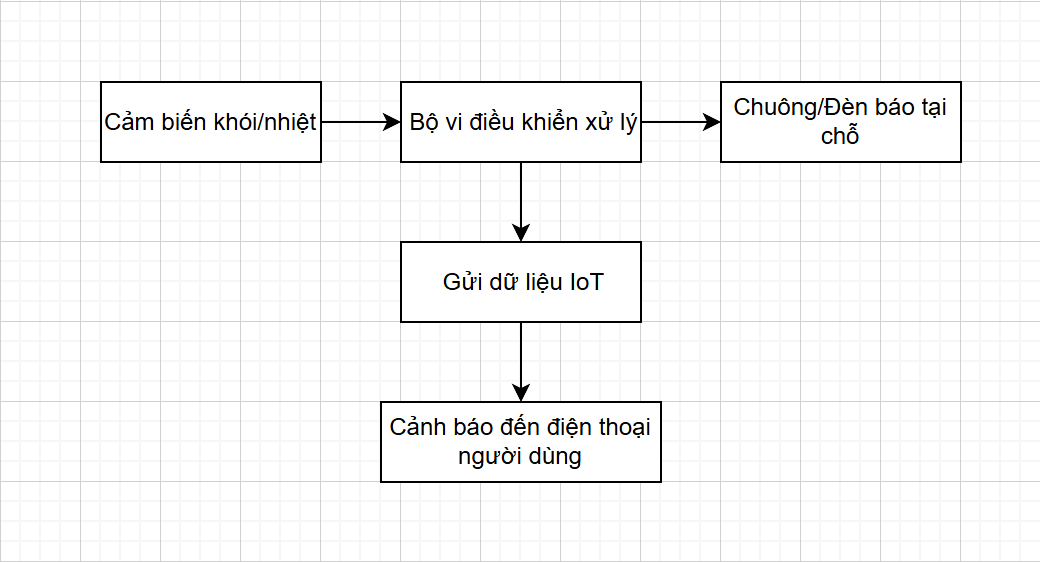 Cảm biến khói/nhiệt
Bộ vi điều khiển xử lý
Chuông/Đèn báo tại
chỗ
Gửi dữ liệu IoT
Cảnh báo đến điện thoại
người dùng